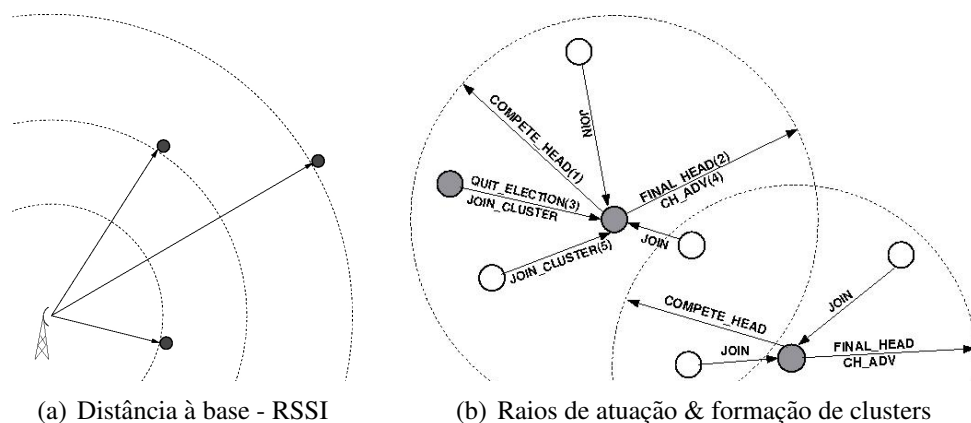 COMPETE_HEAD(1)
JOIN
FINAL_HEAD(2)
CH_ADV(4)
QUIT_ELECTION(3)
JOIN_CLUSTER
JOIN_CLUSTER(5)
JOIN
COMPETE_HEAD
JOIN
JOIN
FINAL_HEAD
CH_ADV
(a) Distância à base - RSSI
(b) Raios de atuação & formação de clusters